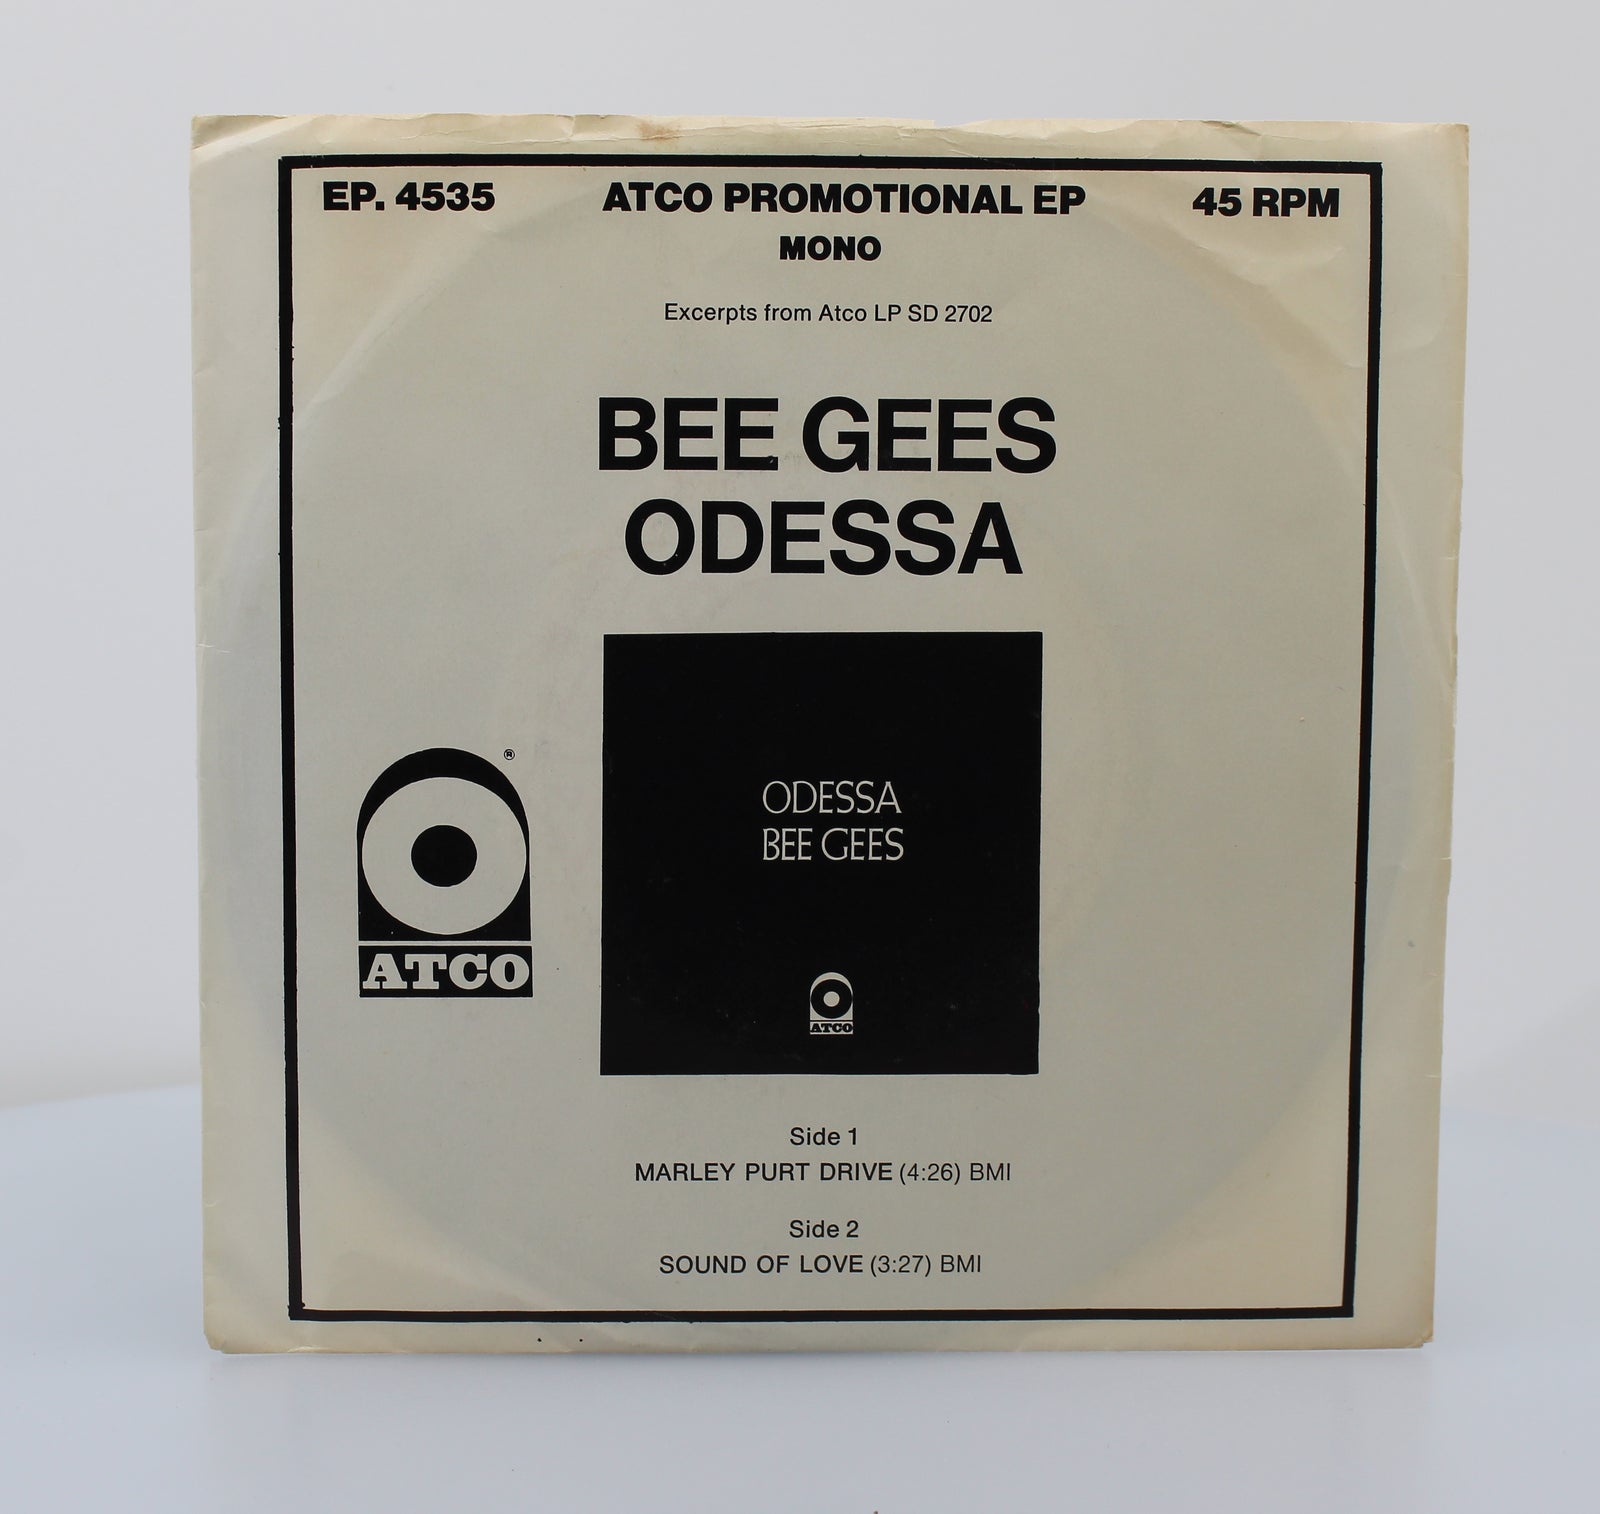 EP. 4535 ATCO PROMOTIONAL EP 45 RPM
MONO
Excerpts from Atco LP SD 2702
BEE GEES
ODESSA
ODESSA
BEE GEES
®
ATCO
ATCO
Side 1
MARLEY PURT DRIVE (4:26) BMI
Side 2
SOUND OF LOVE (3:27) BMI